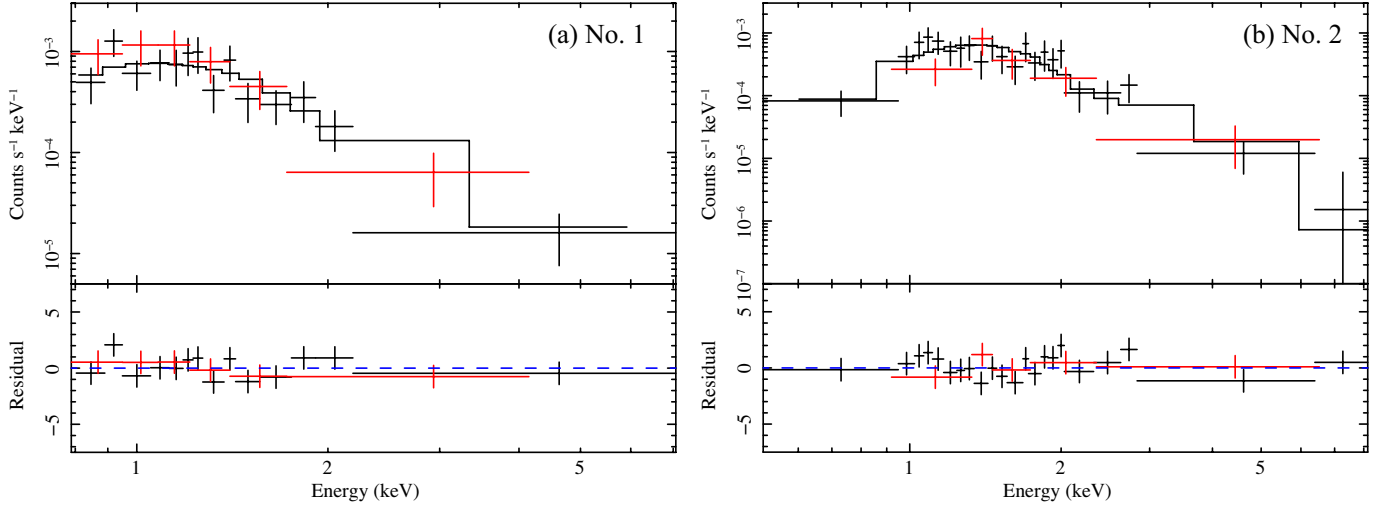 (a) No. 1
Counts s⁻¹ keV⁻¹
10⁻³
10⁻⁴
10⁻⁵
Residual
5
0
−5
1
2
5
Energy (keV)
(b) No. 2
Counts s⁻¹ keV⁻¹
10⁻³
10⁻⁴
10⁻⁵
10⁻⁶
10⁻⁷
Residual
5
0
−5
1
2
5
Energy (keV)